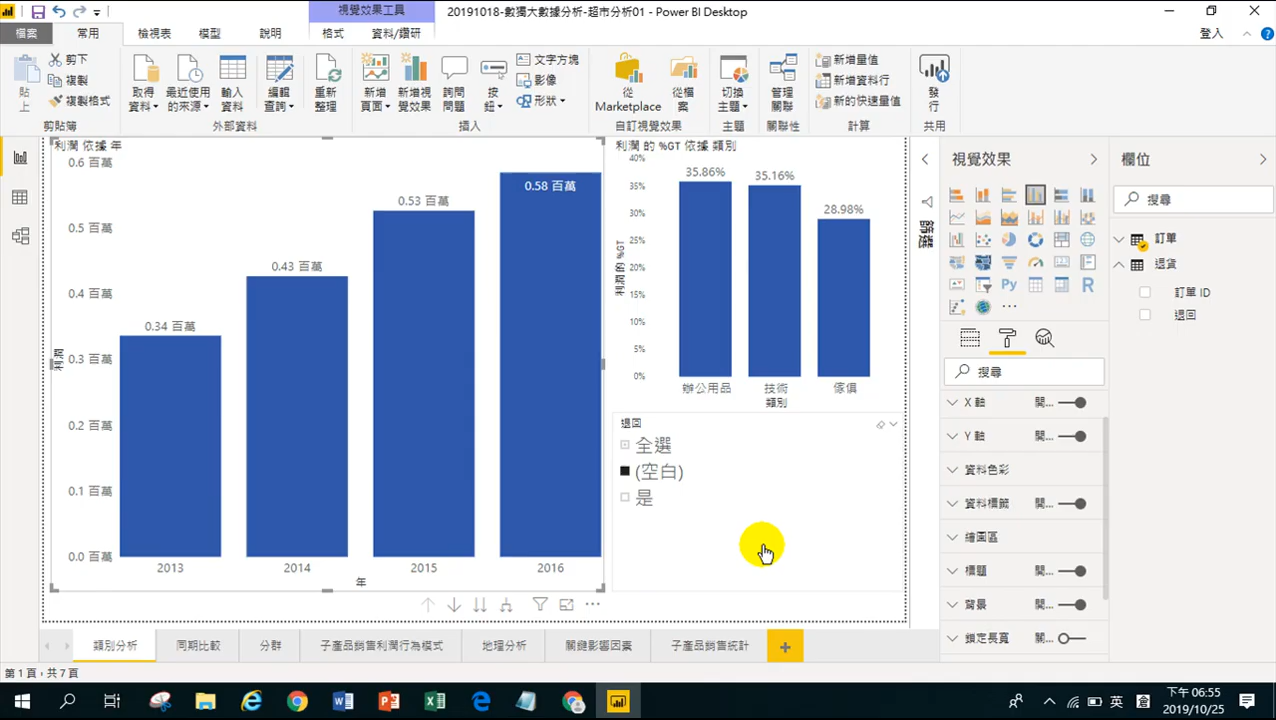 視覺效果工具
20191018-數獨大數據分析-超市分析01 - Power BI Desktop
檔案
常用
檢視表
模型
說明
格式
資料/鑽研
登入
貼上
剪下
複製
複製格式
剪貼簿
取得資料
最近使用的來源
輸入資料
編輯查詢
重新整理
外部資料
新增頁面
新增視覺效果
詢問問題
按鈕
文字方塊
影像
形狀
插入
從 Marketplace
從檔案
自訂視覺效果
切換主題
主題
管理關聯
關聯性
新增量值
新增資料行
新的快速量值
計算
發行
共用
利潤 依據 年
0.6 百萬
0.5 百萬
0.4 百萬
0.3 百萬
0.2 百萬
0.1 百萬
0.0 百萬
利潤
0.34 百萬
0.43 百萬
0.53 百萬
0.58 百萬
2013
2014
2015
2016
年
利潤 的 %GT 依據 類別
40%
35%
30%
25%
20%
15%
10%
5%
0%
利潤 的 %GT
35.86%
35.16%
28.98%
辦公用品
技術
傢俱
類別
退回
全選
(空白)
是
篩選
視覺效果
Py
R
搜尋
X 軸
開...
Y 軸
開...
資料色彩
資料標籤
開...
繪圖區
標題
開...
背景
開...
鎖定長寬
關...
欄位
搜尋
訂單
退貨
訂單 ID
退回
類別分析
同期比較
分群
子產品銷售利潤行為模式
地理分析
關鍵影響因素
子產品銷售統計
第 1 頁，共 7 頁
英
下午 06:55
2019/10/25